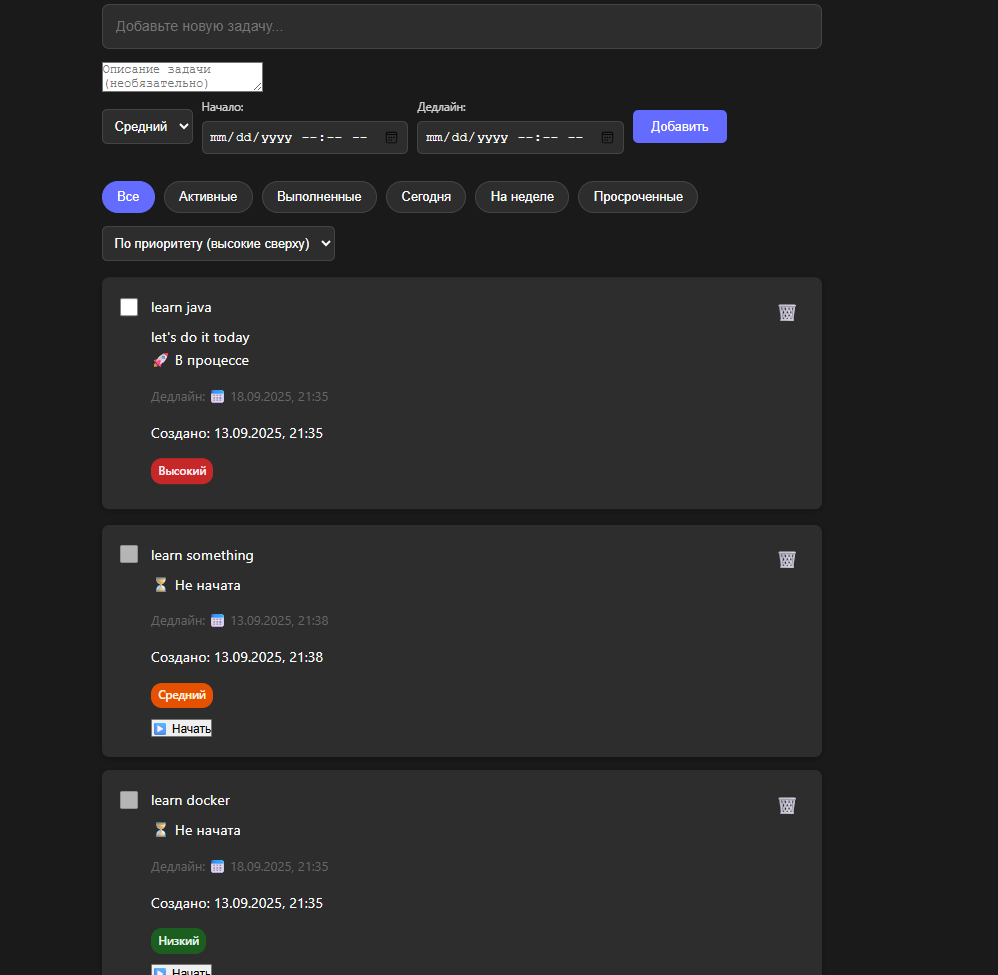 Добавьте новую задачу...
Описание задачи
(необязательно)
Начало:
Дедлайн:
Средний
mm/dd/yyyy --:-- --
mm/dd/yyyy --:-- --
Добавить
Все
Активные
Выполненные
Сегодня
На неделе
Просроченные
По приоритету (высокие сверху)
learn java
let's do it today
В процессе
Дедлайн: 18.09.2025, 21:35
Создано: 13.09.2025, 21:35
Высокий
learn something
Не начата
Дедлайн: 13.09.2025, 21:38
Создано: 13.09.2025, 21:38
Средний
Начать
learn docker
Не начата
Дедлайн: 18.09.2025, 21:35
Создано: 13.09.2025, 21:35
Низкий
Начать